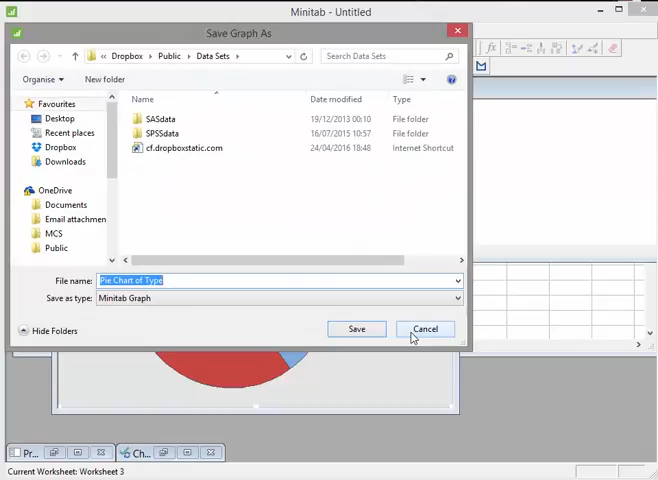 Minitab - Untitled
Save Graph As
« Dropbox Public Data Sets
Search Data Sets
Organise
New folder
Name
Date modified
Type
Favourites
Desktop
Recent places
Dropbox
Downloads
OneDrive
Documents
Email attachmen
MCS
Public
SASdata 19/12/2013 00:10 File folder
SPSSdata 16/07/2015 10:57 File folder
cf.dropboxstatic.com 24/04/2016 18:48 Internet Shortcut
File name: Pie Chart of Type
Save as type: Minitab Graph
Hide Folders
Save
Cancel
Pr...
Ch...
Current Worksheet: Worksheet 3